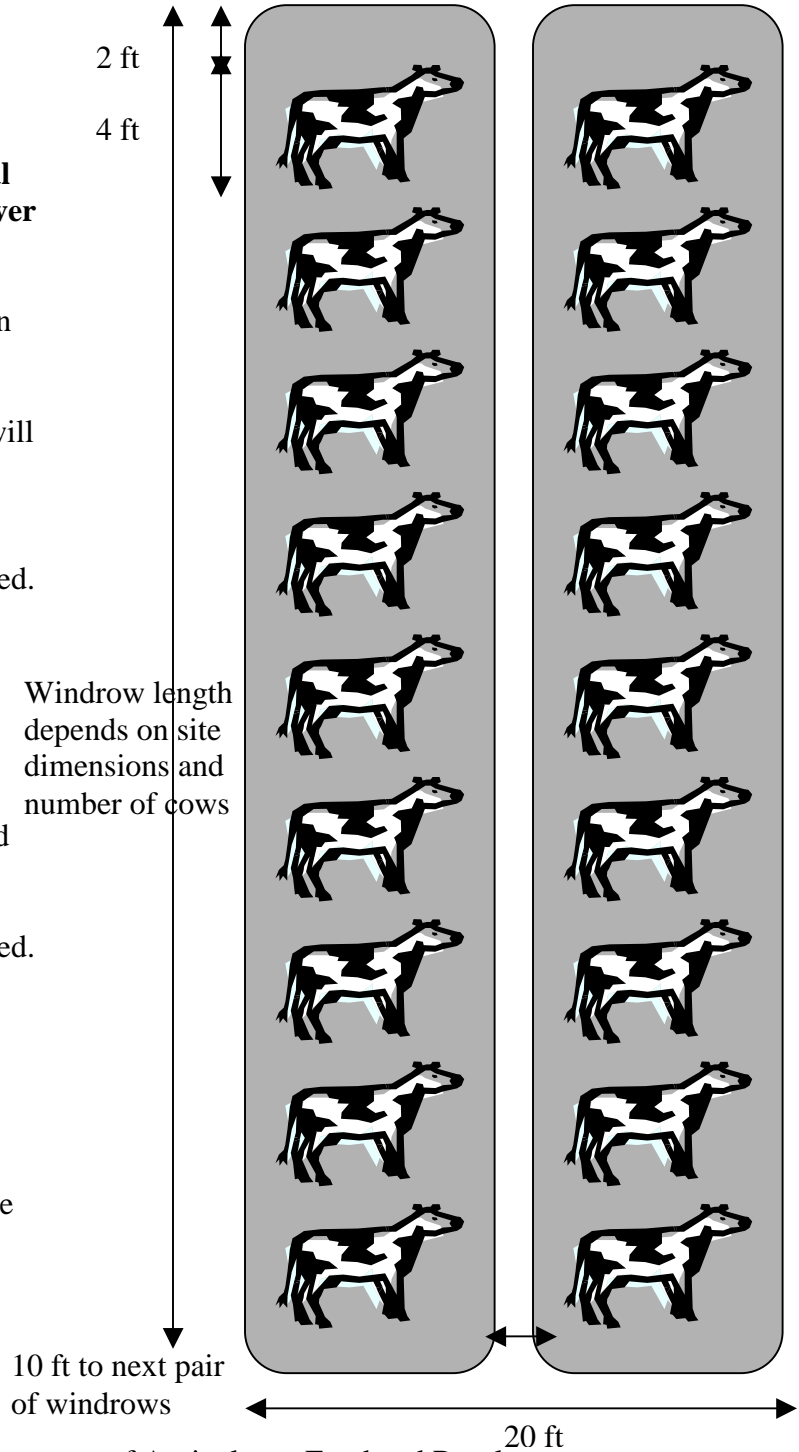 2 ft
4 ft
Windrow length
depends on site
dimensions and
number of cows
10 ft to next pair
of windrows
20 ft